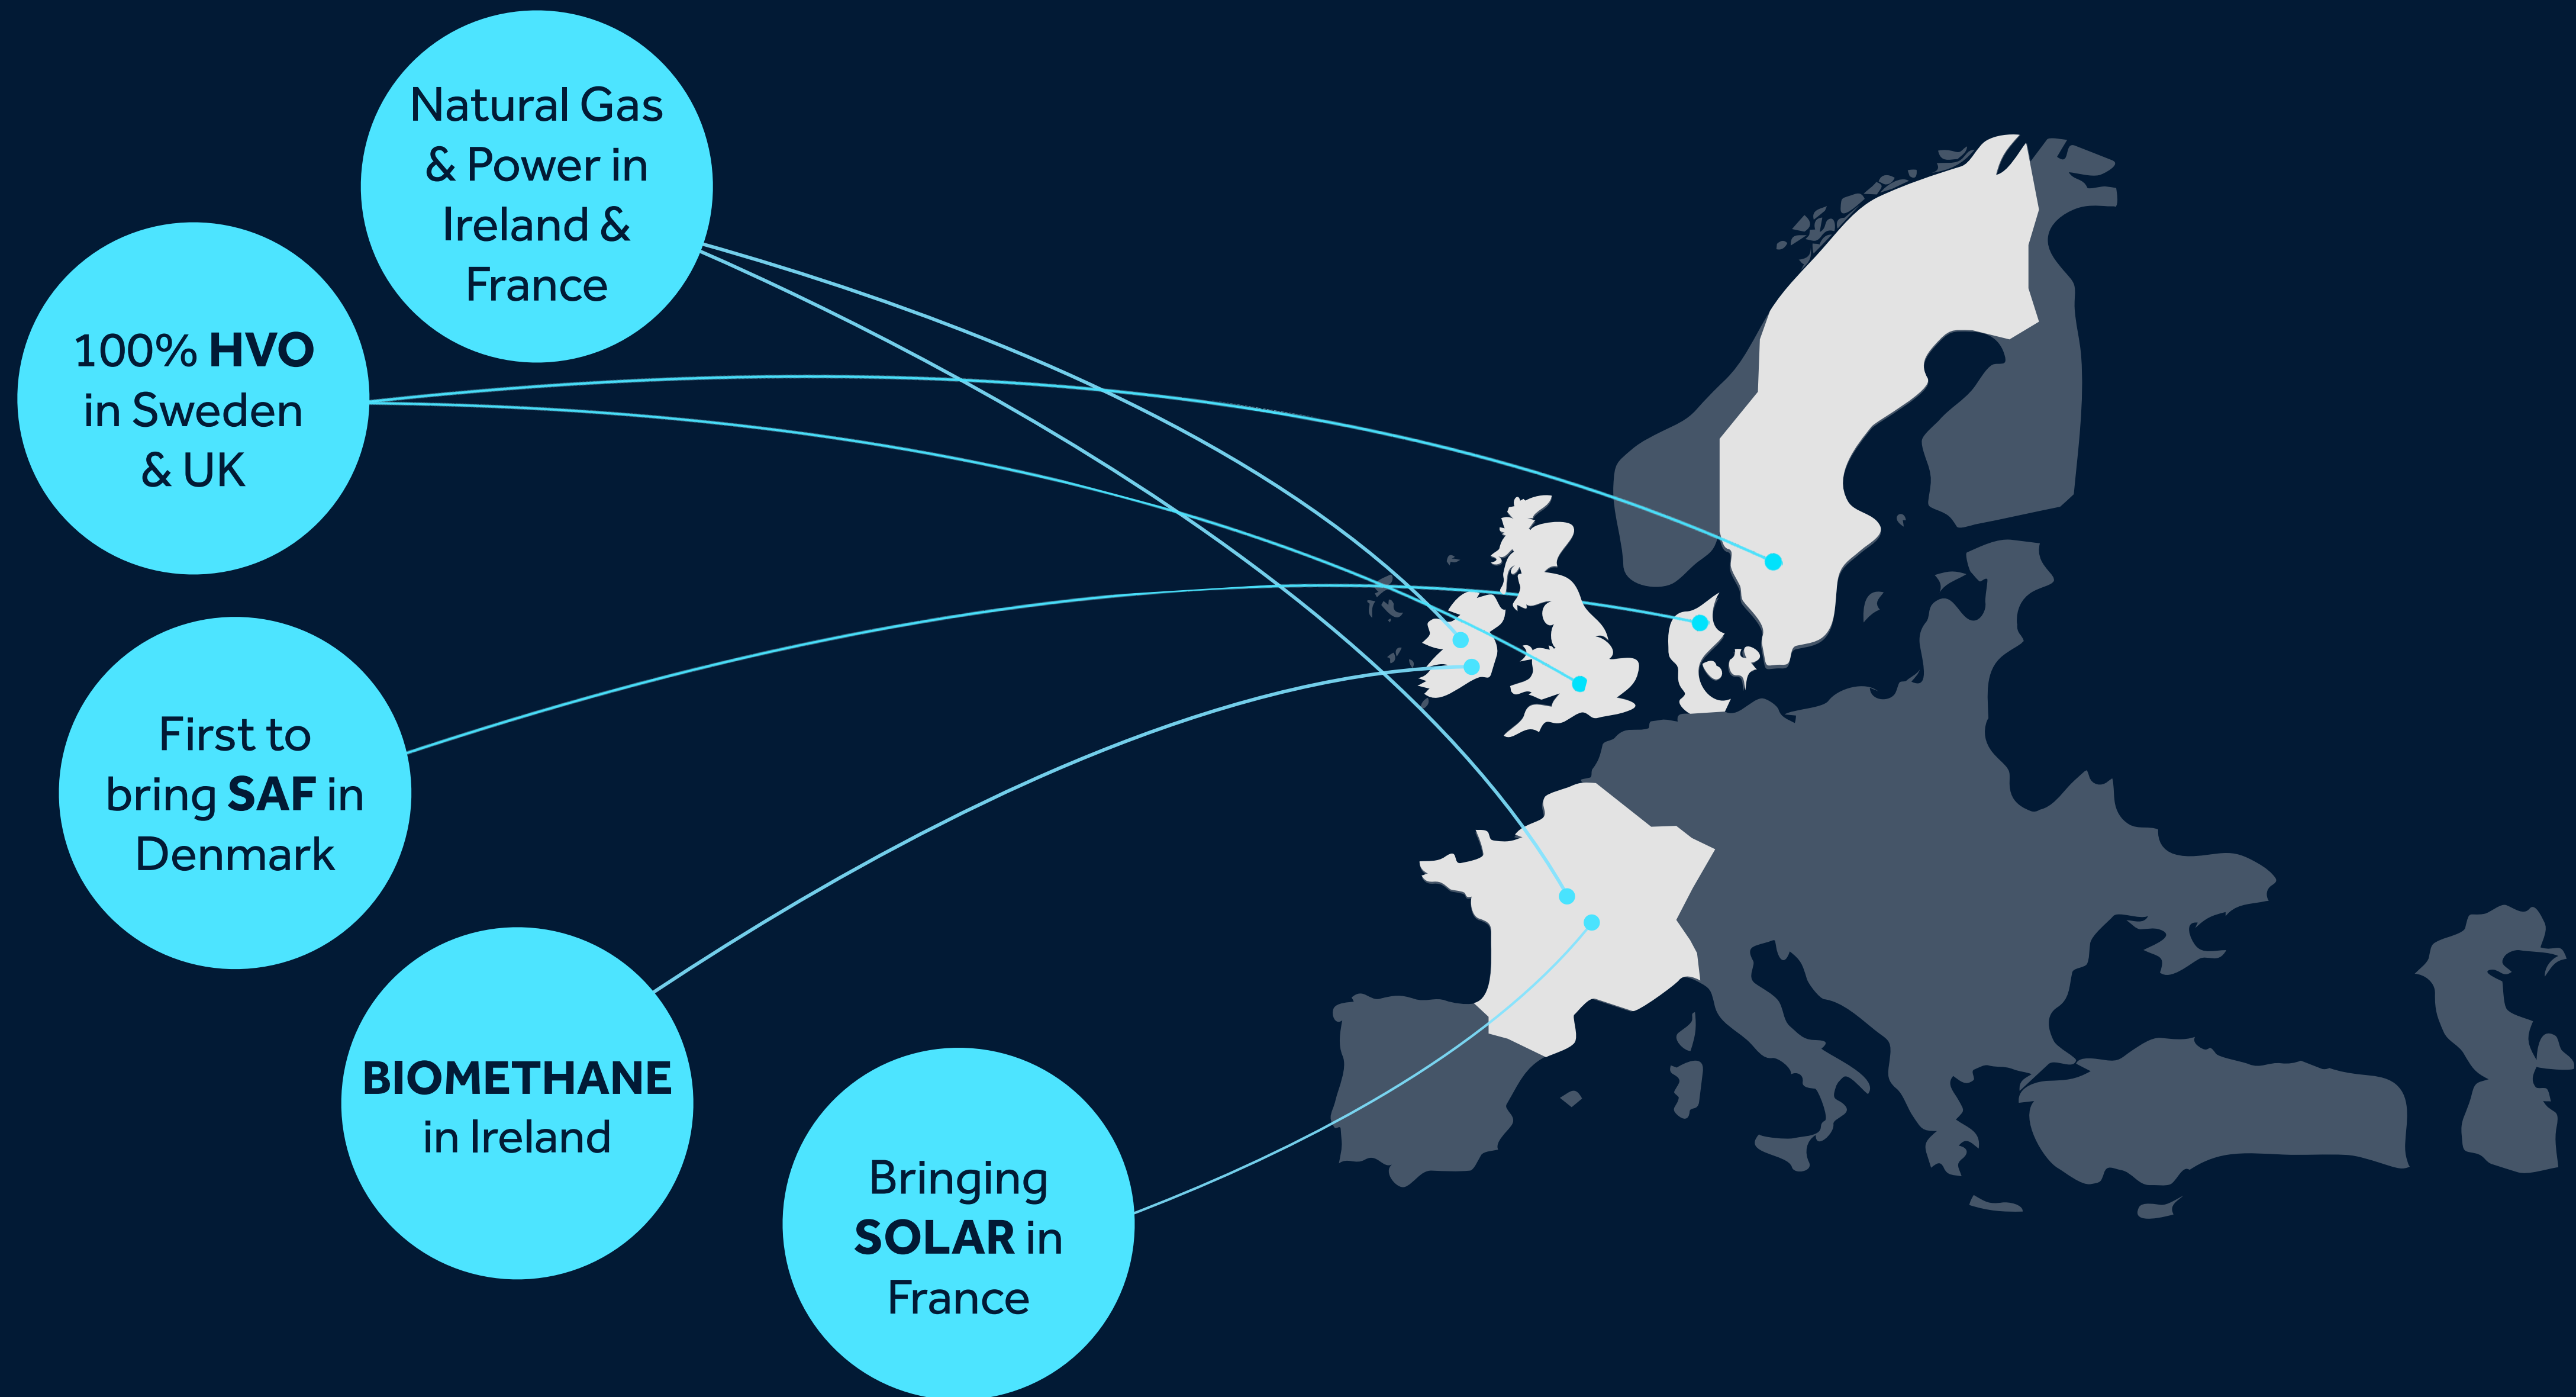 Natural Gas
& Power in
Ireland &
France
100% HVO
in Sweden
& UK
First to
bring SAF in
Denmark
BIOMETHANE
in Ireland
Bringing
SOLAR in
France